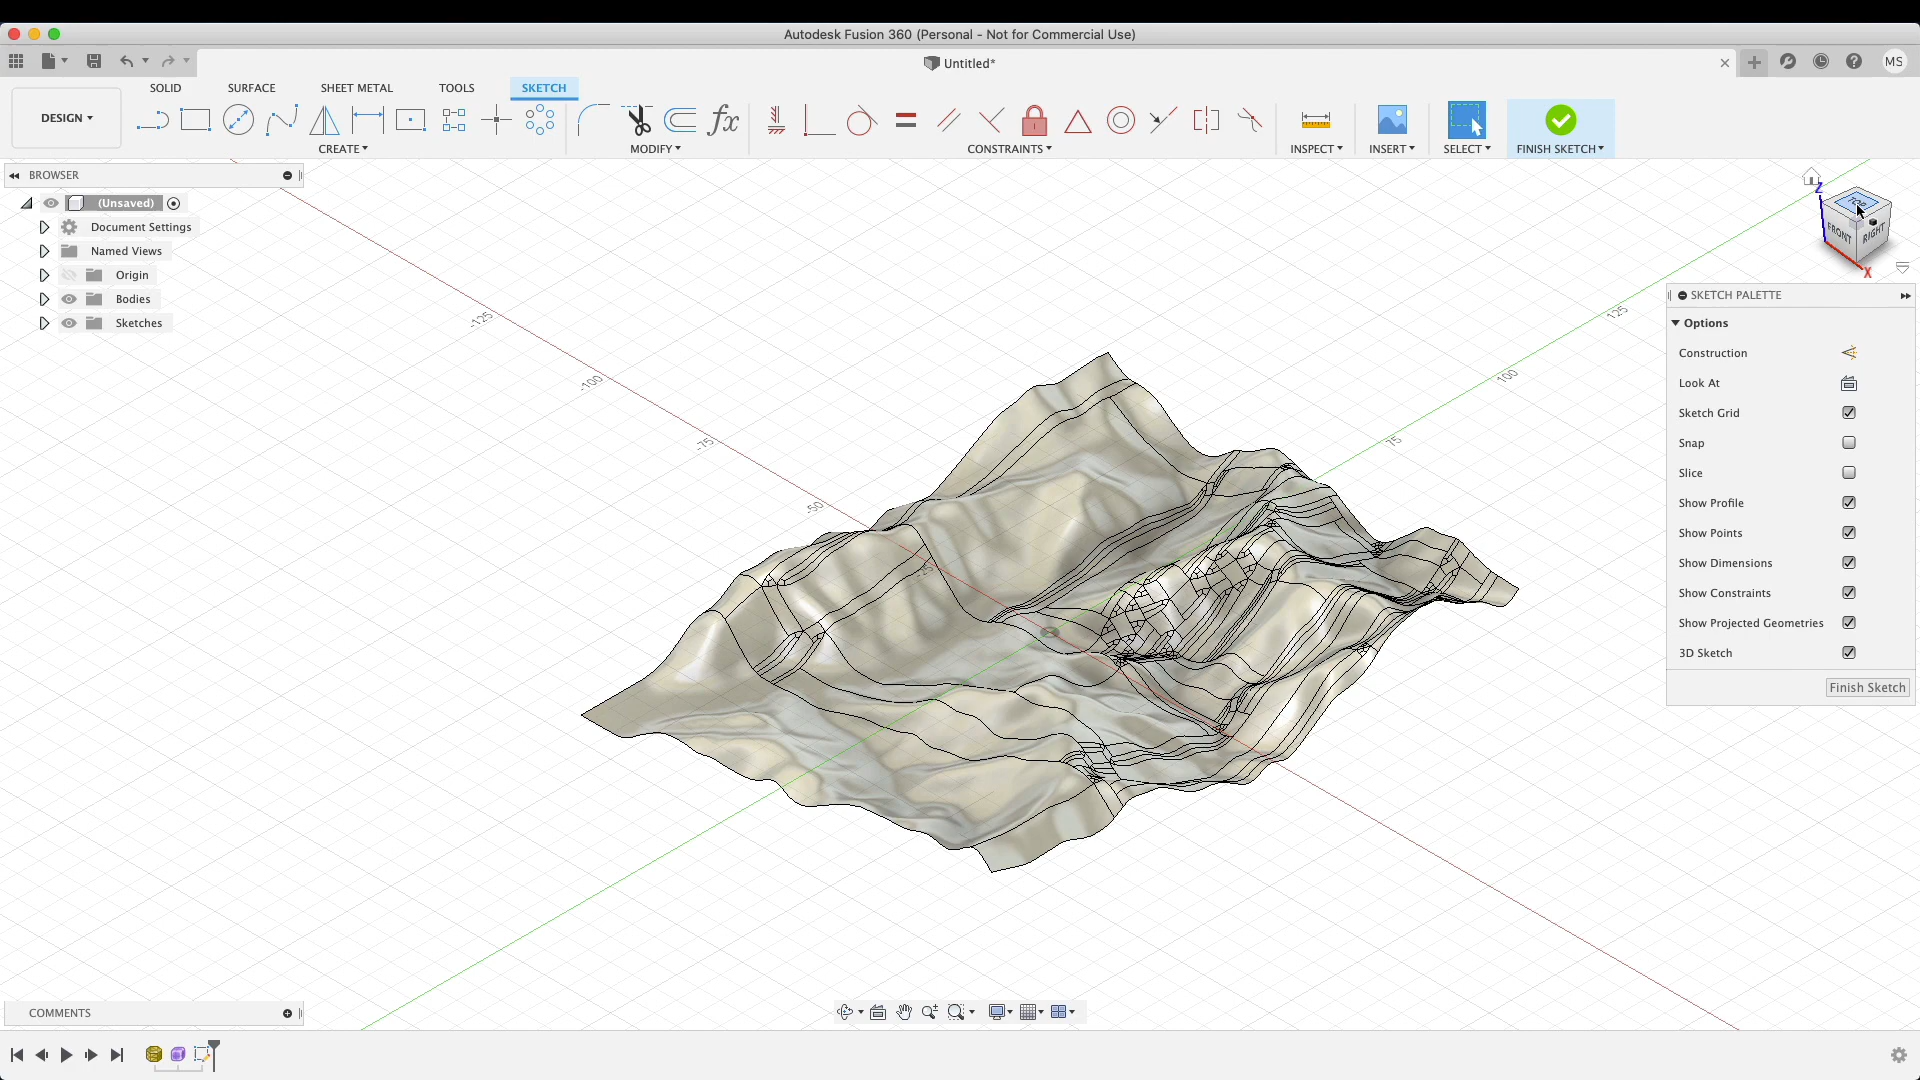 Autodesk Fusion 360 (Personal - Not for Commercial Use)
Untitled*
MS
SOLID
SURFACE
SHEET METAL
TOOLS
SKETCH
DESIGN
fx
CREATE
MODIFY
CONSTRAINTS
INSPECT
INSERT
SELECT
FINISH SKETCH
BROWSER
(Unsaved)
Document Settings
Named Views
Origin
Bodies
Sketches
Z
TOP
FRONT
RIGHT
X
-125
-100
-75
-50
-25
125
100
75
SKETCH PALETTE
Options
Construction
Look At
Sketch Grid
Snap
Slice
Show Profile
Show Points
Show Dimensions
Show Constraints
Show Projected Geometries
3D Sketch
Finish Sketch
COMMENTS